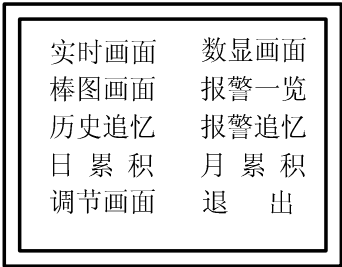 实时画面 数显画面
棒图画面 报警一览
历史追忆 报警追忆
日累积 月累积
调节画面 退出